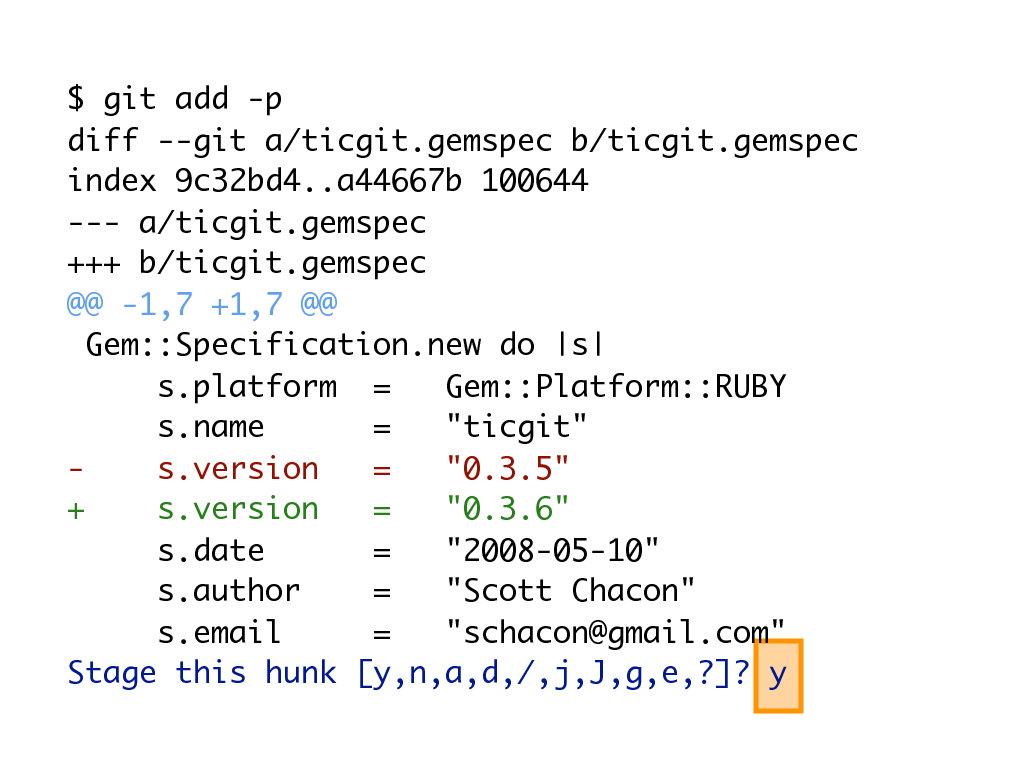 $ git add -p
diff --git a/ticgit.gemspec b/ticgit.gemspec
index 9c32bd4..a44667b 100644
--- a/ticgit.gemspec
+++ b/ticgit.gemspec
@@ -1,7 +1,7 @@
 Gem::Specification.new do |s|
     s.platform  =   Gem::Platform::RUBY
     s.name      =   "ticgit"
-    s.version   =   "0.3.5"
+    s.version   =   "0.3.6"
     s.date      =   "2008-05-10"
     s.author    =   "Scott Chacon"
     s.email     =   "schacon@gmail.com"
Stage this hunk [y,n,a,d,/,j,J,g,e,?]? y